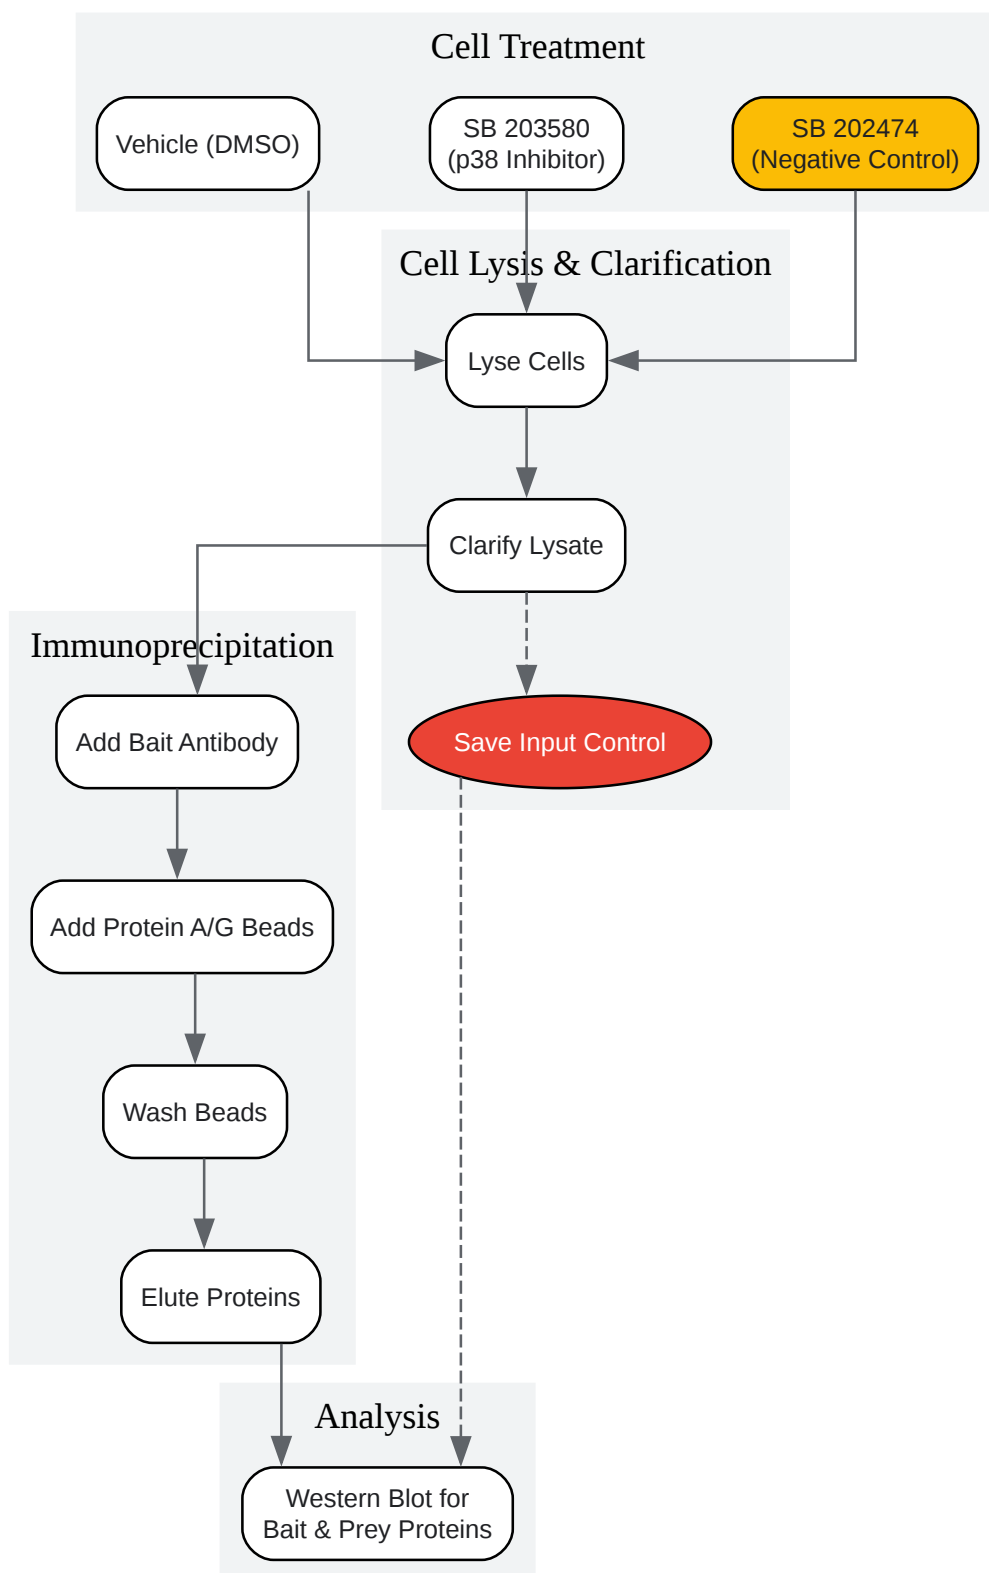 Cell Treatment
Vehicle (DMSO)
SB 203580
(p38 Inhibitor)
SB 202474
(Negative Control)
Cell Lysis & Clarification
Lyse Cells
Clarify Lysate
Immunoprecipitation
Add Bait Antibody
Save Input Control
Add Protein A/G Beads
Wash Beads
Elute Proteins
Analysis
Western Blot for
Bait & Prey Proteins